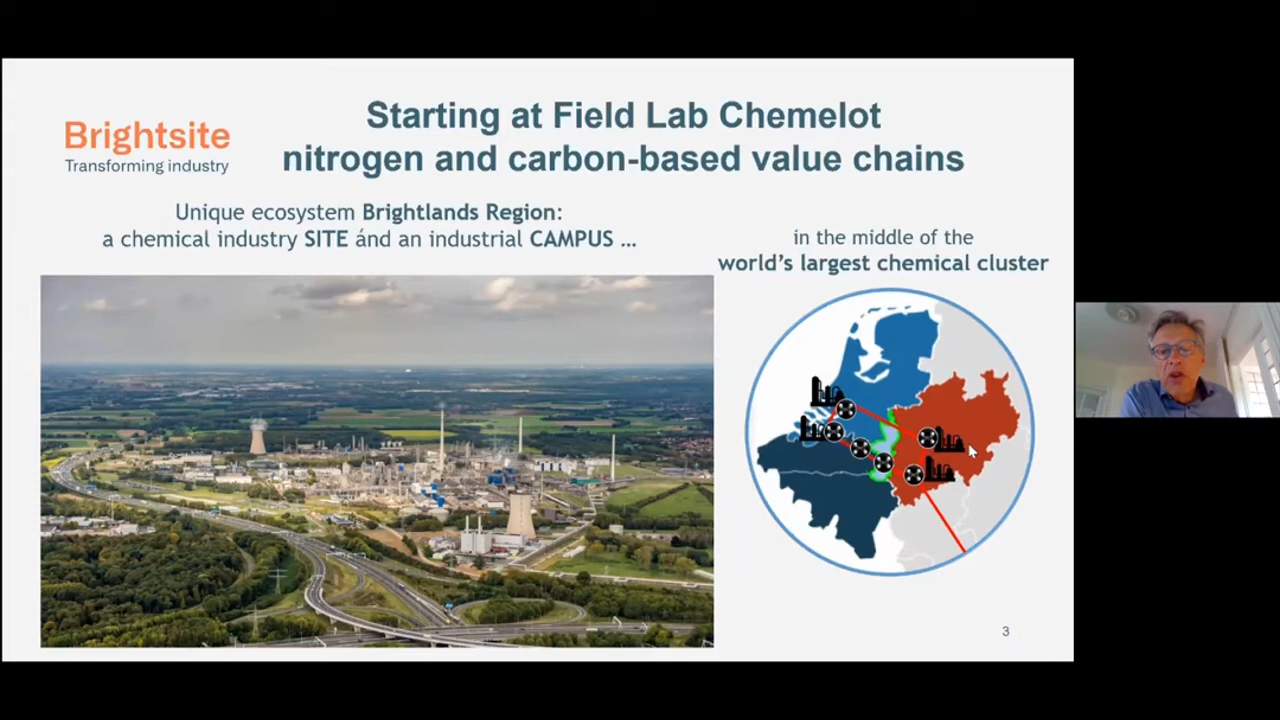 Starting at Field Lab Chemelot
nitrogen and carbon-based value chains
Brightsite
Transforming industry
Unique ecosystem Brightlands Region:
a chemical industry SITE ánd an industrial CAMPUS ...
in the middle of the
world's largest chemical cluster
3